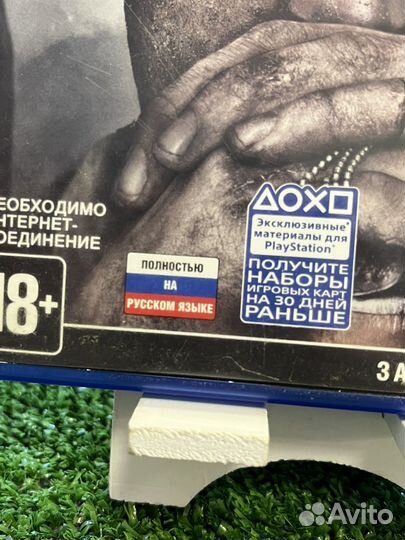 ЕОБХОДИМО
НТЕРНЕТ-
ОЕДИНЕНИЕ
18+
ПОЛНОСТЬЮ
НА
РУССКОМ ЯЗЫКЕ
Эксклюзивные*
материалы для
PlayStation®
ПОЛУЧИТЕ
НАБОРЫ
ИГРОВЫХ КАРТ
НА 30 ДНЕЙ
РАНЬШЕ
З А
Avito